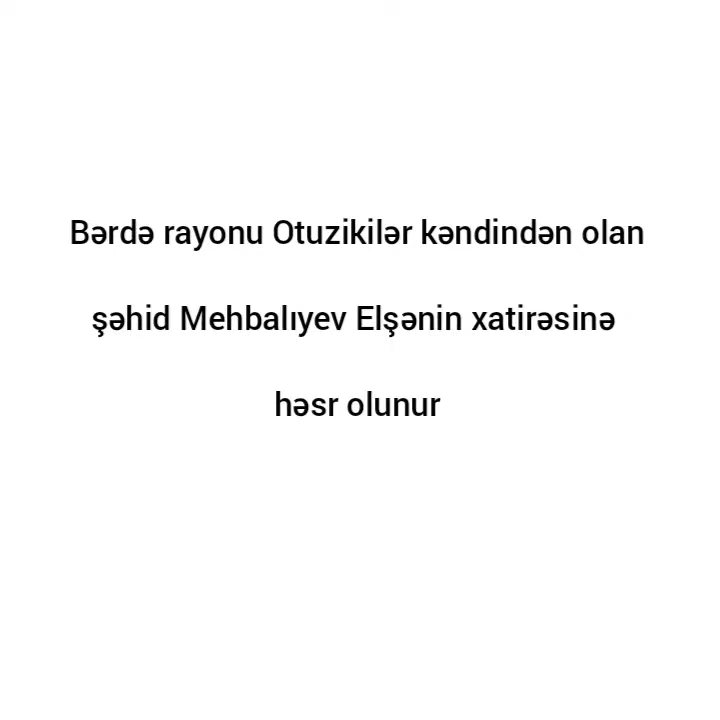 Bərdə rayonu Otuzikilər kəndindən olan
şəhid Mehbalıyev Elşənin xatirəsinə
həsr olunur